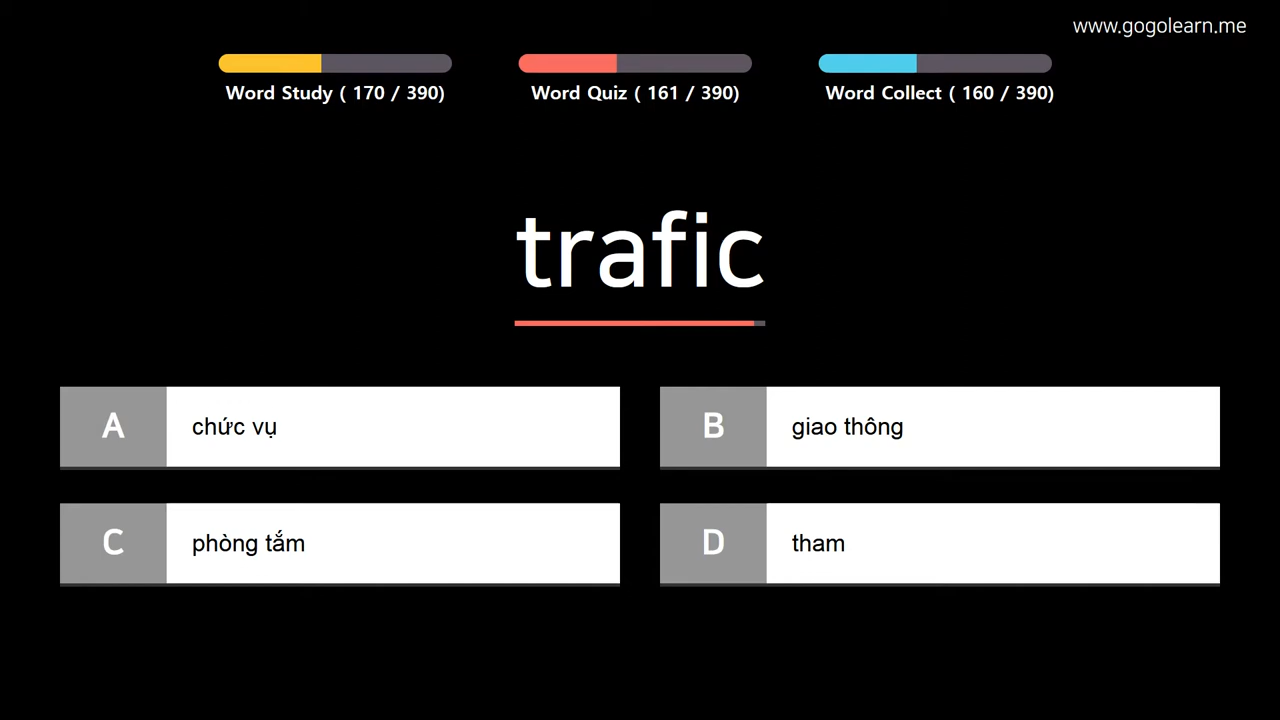 www.gogolearn.me
Word Study ( 170 / 390)
Word Quiz ( 161 / 390)
Word Collect ( 160 / 390)
trafic
A
chức vụ
B
giao thông
C
phòng tắm
D
tham